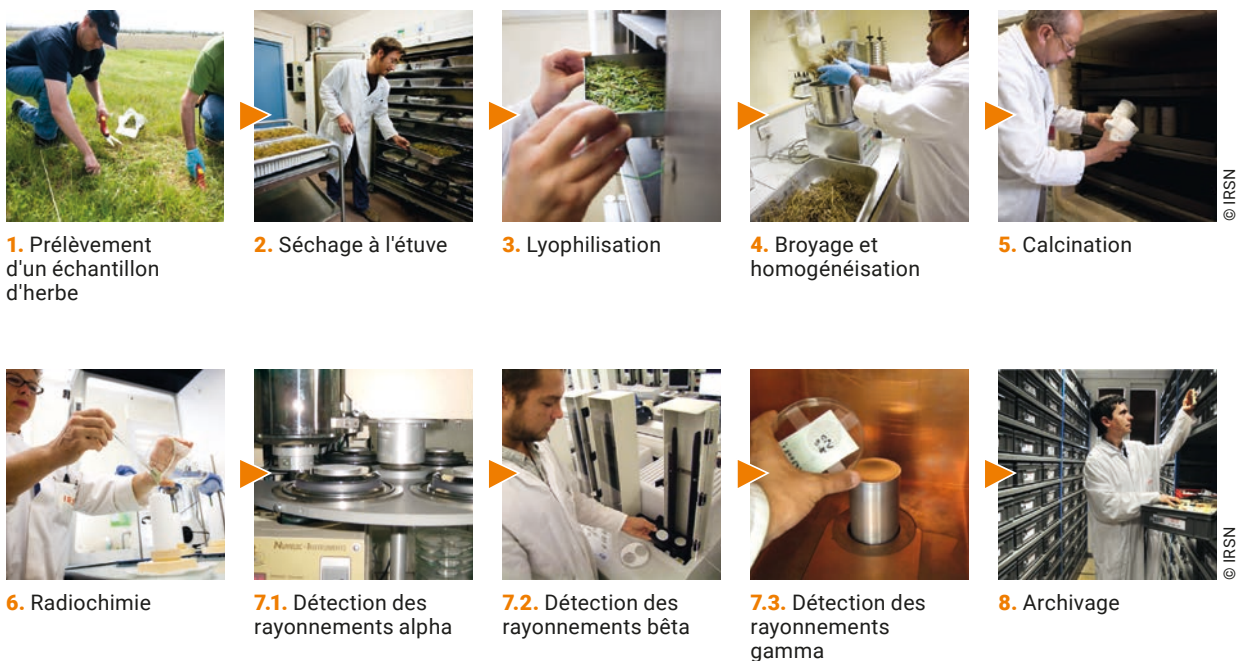 1. Prélèvement
d'un échantillon
d'herbe
2. Séchage à l'étuve
3. Lyophilisation
4. Broyage et
homogénéisation
5. Calcination
© IRSN
6. Radiochimie
7.1. Détection des
rayonnements alpha
7.2. Détection des
rayonnements bêta
7.3. Détection des
rayonnements
gamma
8. Archivage
© IRSN